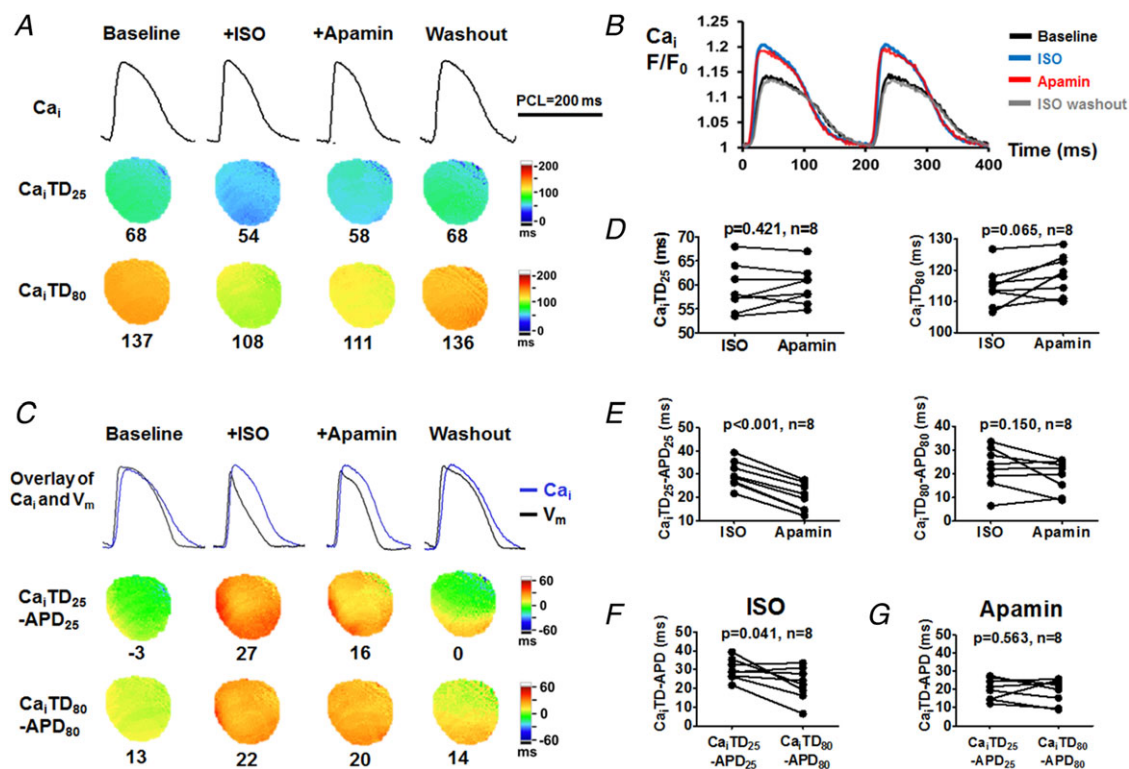 A
Baseline +ISO +Apamin Washout
Cai
PCL=200 ms
CaiTD25
200
100
0
ms
68 54 58 68
CaiTD80
200
100
0
ms
137 108 111 136
B
Cai
F/F0
1.2
1.15
1.1
1.05
1
0 100 200 300 400
Time (ms)
Baseline
ISO
Apamin
ISO washout
C
Baseline +ISO +Apamin Washout
Overlay of
Cai and Vm
Cai
Vm
CaiTD25
-APD25
60
0
-60
ms
-3 27 16 0
CaiTD80
-APD80
60
0
-60
ms
13 22 20 14
D
p=0.421, n=8
CaiTD25 (ms)
70
65
60
55
50
ISO Apamin
p=0.065, n=8
CaiTD80 (ms)
130
120
110
100
ISO Apamin
E
p<0.001, n=8
CaiTD25-APD25 (ms)
50
40
30
20
10
ISO Apamin
p=0.150, n=8
CaiTD80-APD80 (ms)
40
30
20
10
0
ISO Apamin
F
ISO
p=0.041, n=8
CaiTD-APD (ms)
50
40
30
20
10
0
CaiTD25 CaiTD80
-APD25 -APD80
G
Apamin
p=0.563, n=8
CaiTD-APD (ms)
50
40
30
20
10
0
CaiTD25 CaiTD80
-APD25 -APD80